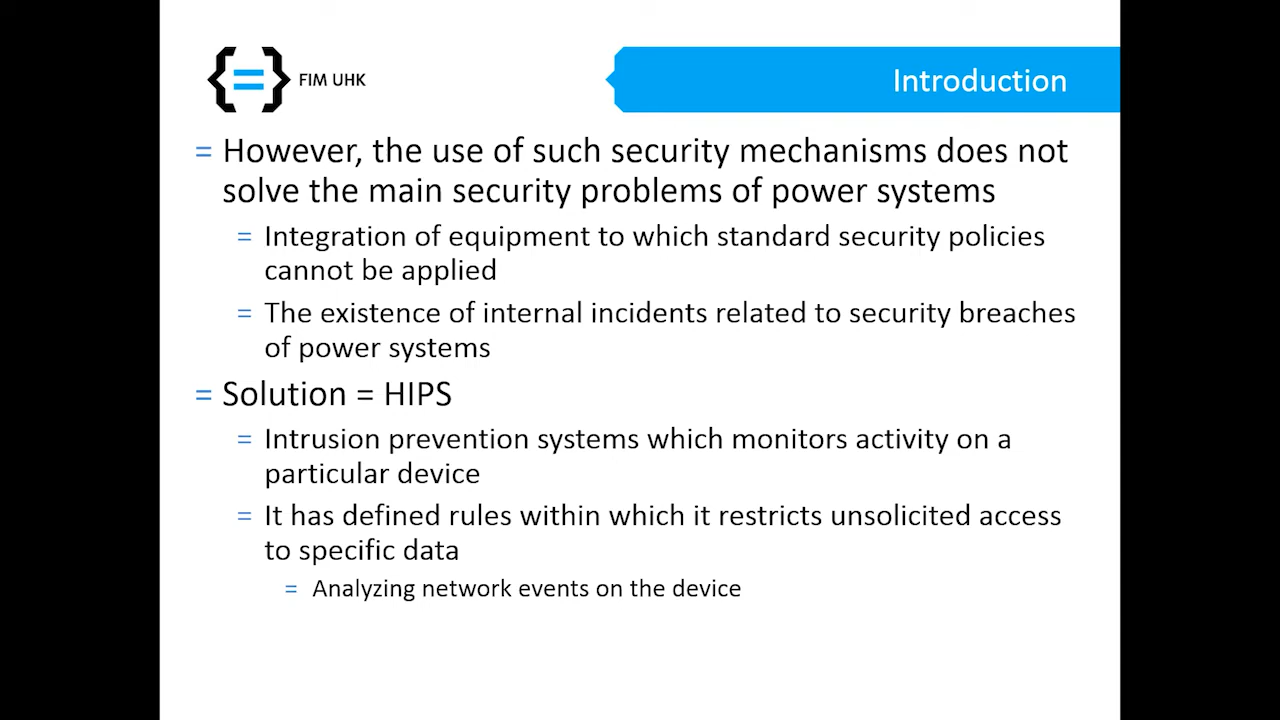 FIM UHK
Introduction
= However, the use of such security mechanisms does not
solve the main security problems of power systems
= Integration of equipment to which standard security policies
cannot be applied
= The existence of internal incidents related to security breaches
of power systems
= Solution = HIPS
= Intrusion prevention systems which monitors activity on a
particular device
= It has defined rules within which it restricts unsolicited access
to specific data
= Analyzing network events on the device